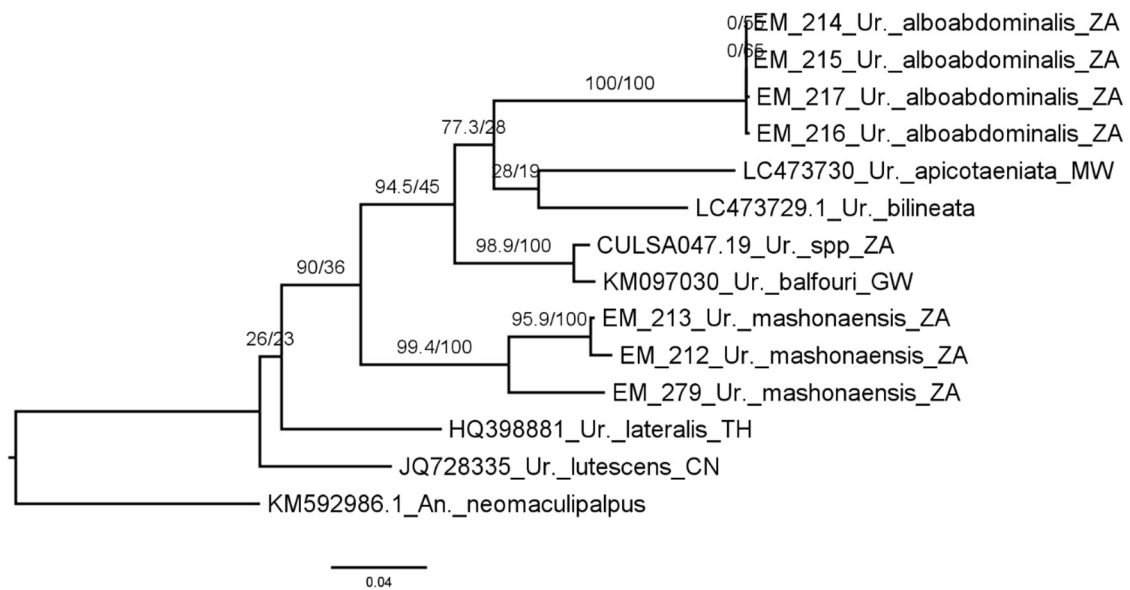 0/55
EM_214_Ur._alboabdominalis_ZA
0/65
EM_215_Ur._alboabdominalis_ZA
100/100
EM_217_Ur._alboabdominalis_ZA
77.3/28
EM_216_Ur._alboabdominalis_ZA
28/19
LC473730_Ur._apicotaeniata_MW
94.5/45
LC473729.1_Ur._bilineata
98.9/100
CULSA047.19_Ur._spp_ZA
90/36
KM097030_Ur._balfouri_GW
95.9/100
EM_213_Ur._mashonaensis_ZA
26/23
99.4/100
EM_212_Ur._mashonaensis_ZA
EM_279_Ur._mashonaensis_ZA
HQ398881_Ur._lateralis_TH
JQ728335_Ur._lutescens_CN
KM592986.1_An._neomaculipalpus
0.04